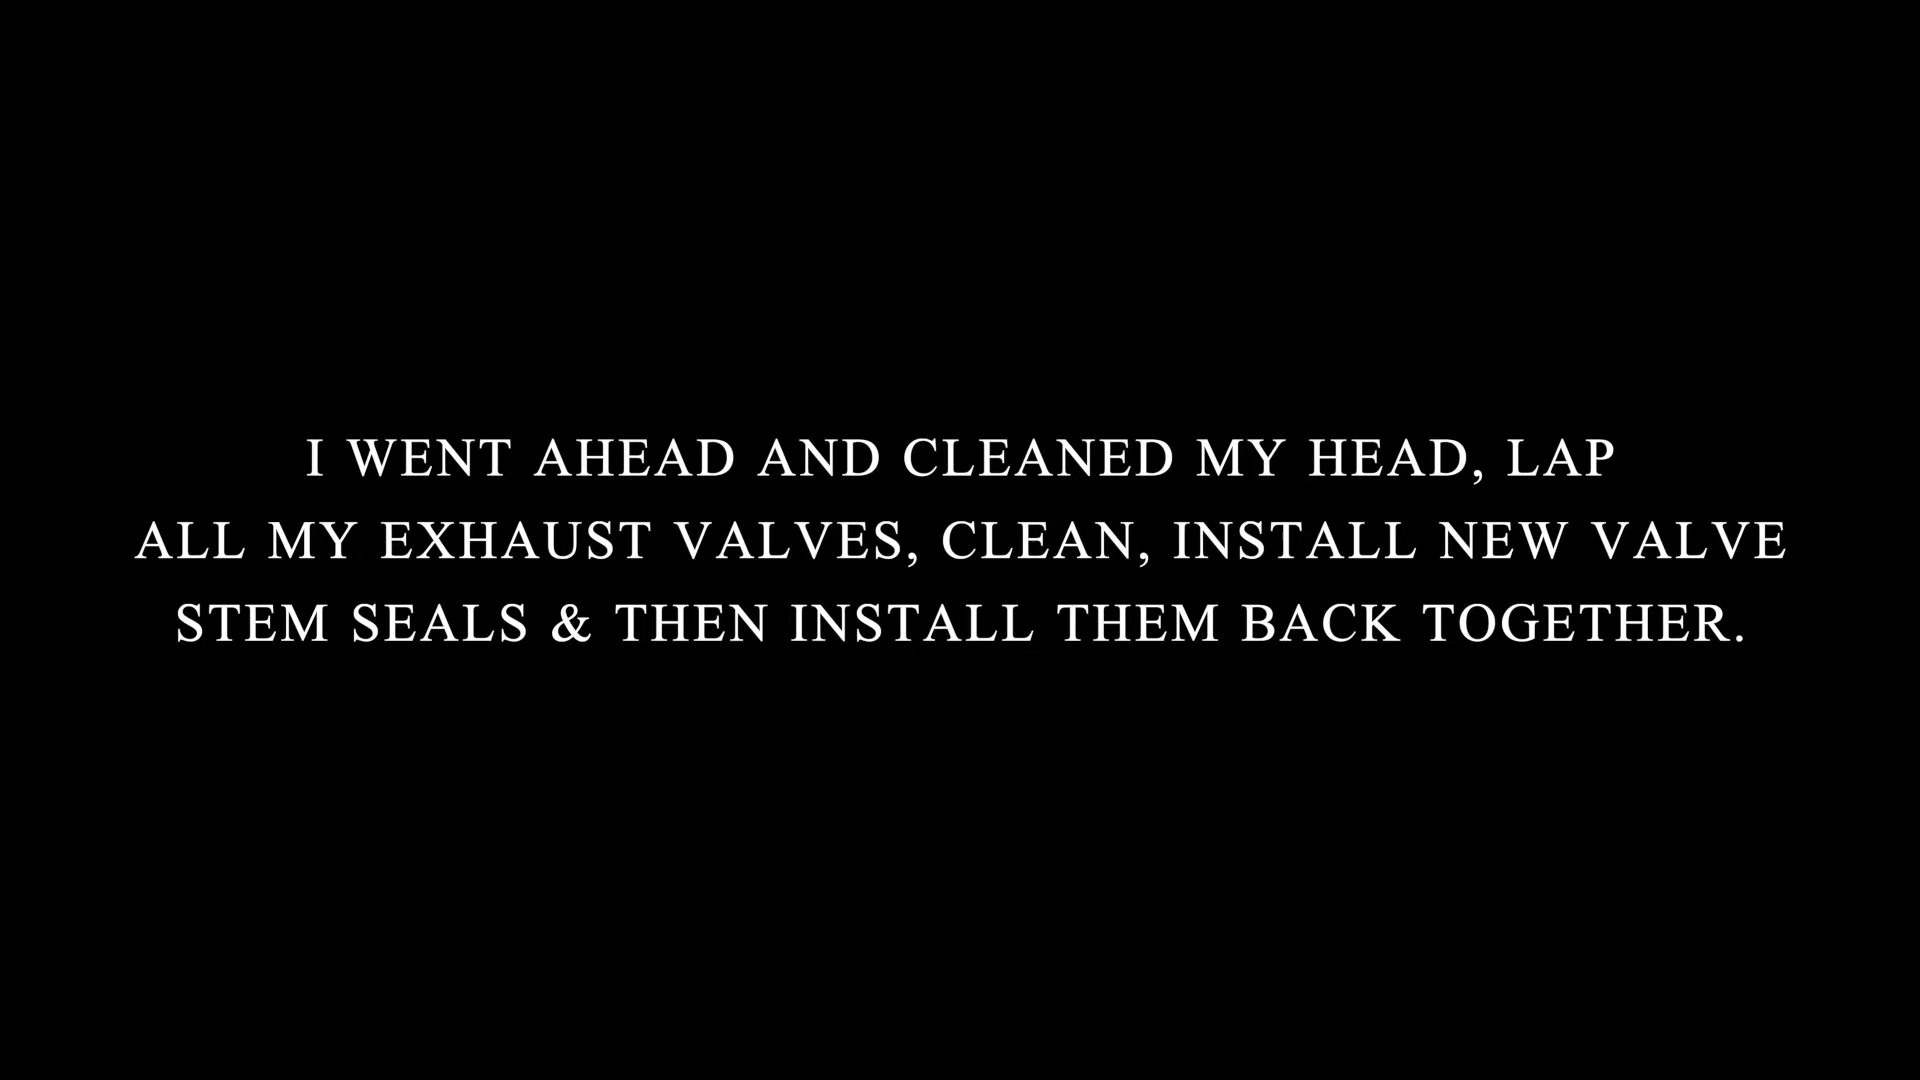 I WENT AHEAD AND CLEANED MY HEAD, LAP
ALL MY EXHAUST VALVES, CLEAN, INSTALL NEW VALVE
STEM SEALS & THEN INSTALL THEM BACK TOGETHER.